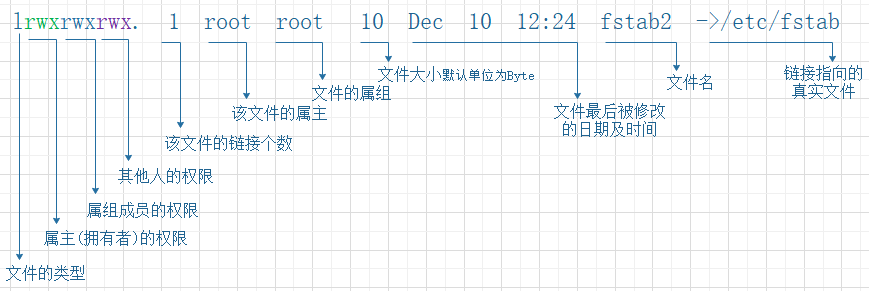 lrwxrwxrwx. 1 root root 10 Dec 10 12:24 fstab2 ->/etc/fstab
文件大小默认单位为Byte
链接指向的
真实文件
文件名
文件的属组
该文件的属主
文件最后被修改
的日期及时间
该文件的链接个数
其他人的权限
属组成员的权限
属主(拥有者)的权限
文件的类型